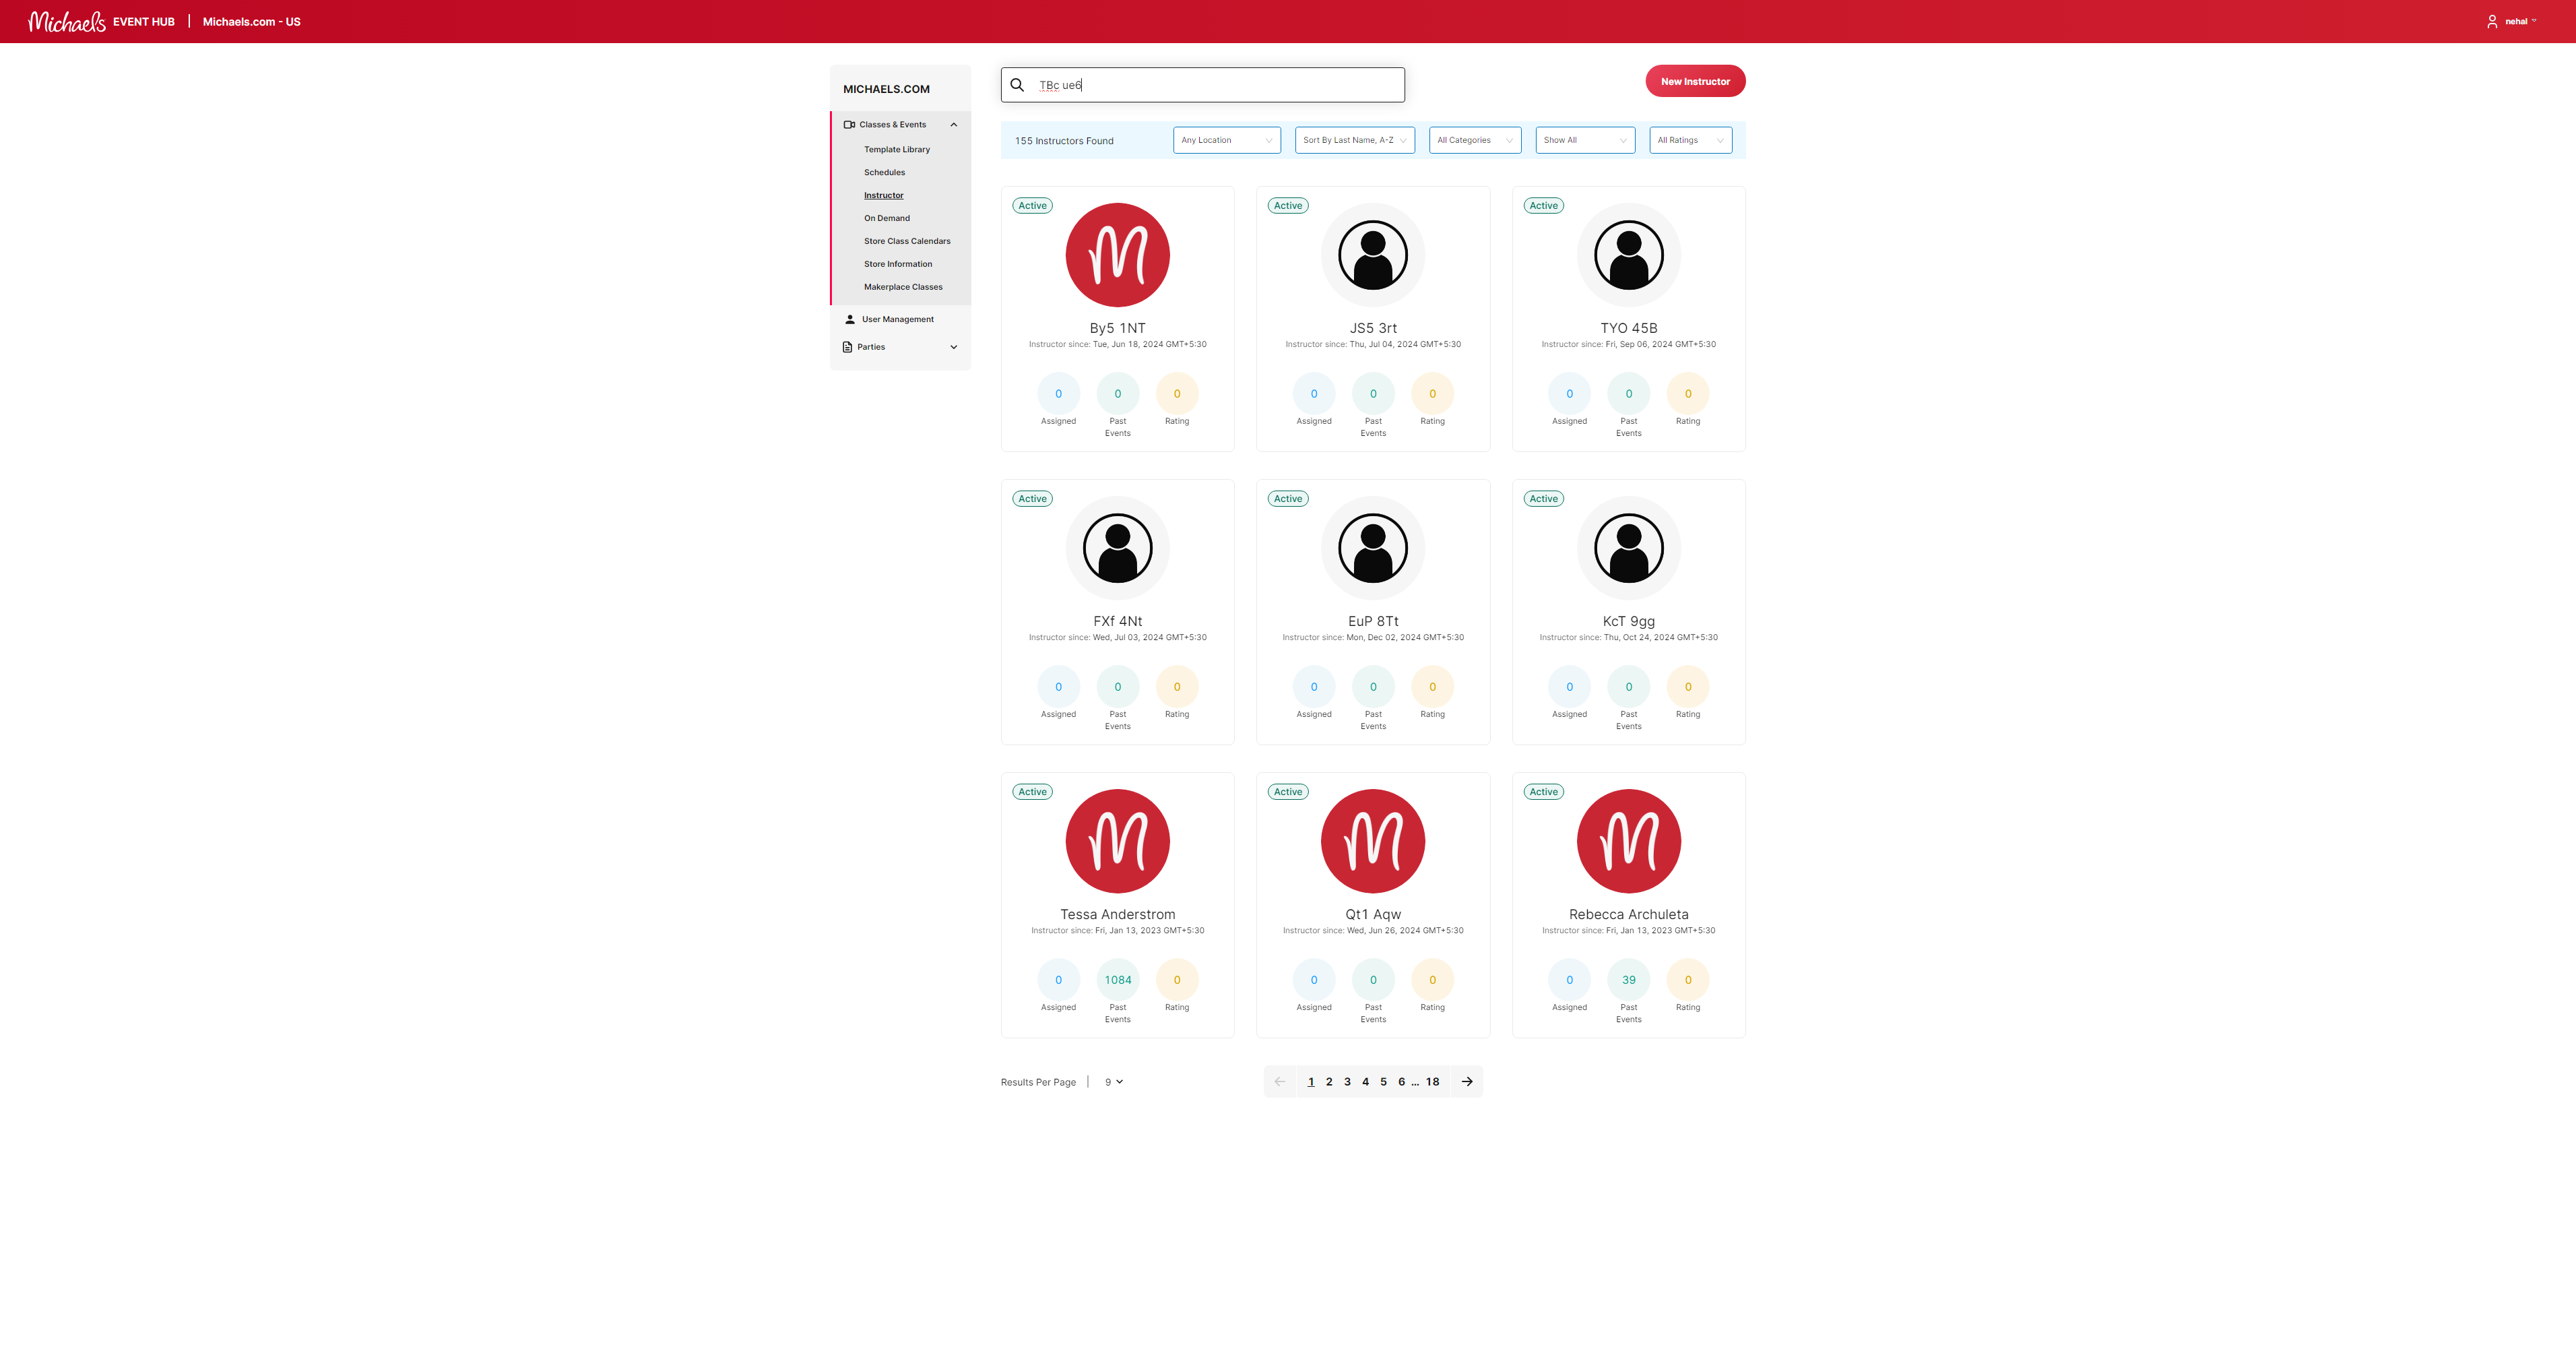 Michaels EVENT HUB | Michaels.com - US
nehal
MICHAELS.COM
Classes & Events
Template Library
Schedules
Instructor
On Demand
Store Class Calendars
Store Information
Makerplace Classes
User Management
Parties
TBc ue6
New Instructor
155 Instructors Found
Any Location
Sort By Last Name, A-Z
All Categories
Show All
All Ratings
Active
By5 1NT
Instructor since: Tue, Jun 18, 2024 GMT+5:30
0 0 0
Assigned Past Rating
Events
Active
JS5 3rt
Instructor since: Thu, Jul 04, 2024 GMT+5:30
0 0 0
Assigned Past Rating
Events
Active
TYO 45B
Instructor since: Fri, Sep 06, 2024 GMT+5:30
0 0 0
Assigned Past Rating
Events
Active
FXf 4Nt
Instructor since: Wed, Jul 03, 2024 GMT+5:30
0 0 0
Assigned Past Rating
Events
Active
EuP 8Tt
Instructor since: Mon, Dec 02, 2024 GMT+5:30
0 0 0
Assigned Past Rating
Events
Active
KcT 9gg
Instructor since: Thu, Oct 24, 2024 GMT+5:30
0 0 0
Assigned Past Rating
Events
Active
M
Tessa Anderstrom
Instructor since: Fri, Jan 13, 2023 GMT+5:30
0 1084 0
Assigned Past Rating
Events
Active
M
Qt1 Aqw
Instructor since: Wed, Jun 26, 2024 GMT+5:30
0 0 0
Assigned Past Rating
Events
Active
M
Rebecca Archuleta
Instructor since: Fri, Jan 13, 2023 GMT+5:30
0 39 0
Assigned Past Rating
Events
Results Per Page | 9
1 2 3 4 5 6 ... 18